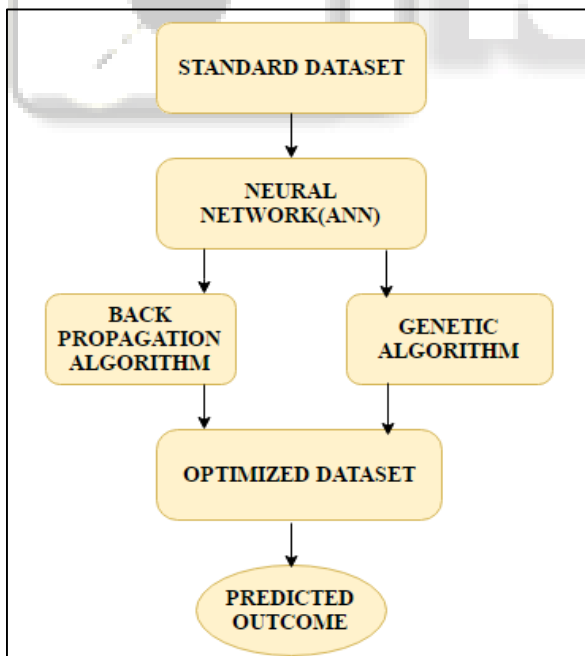 STANDARD DATASET
NEURAL
NETWORK(ANN)
BACK
PROPAGATION
ALGORITHM
GENETIC
ALGORITHM
OPTIMIZED DATASET
PREDICTED
OUTCOME